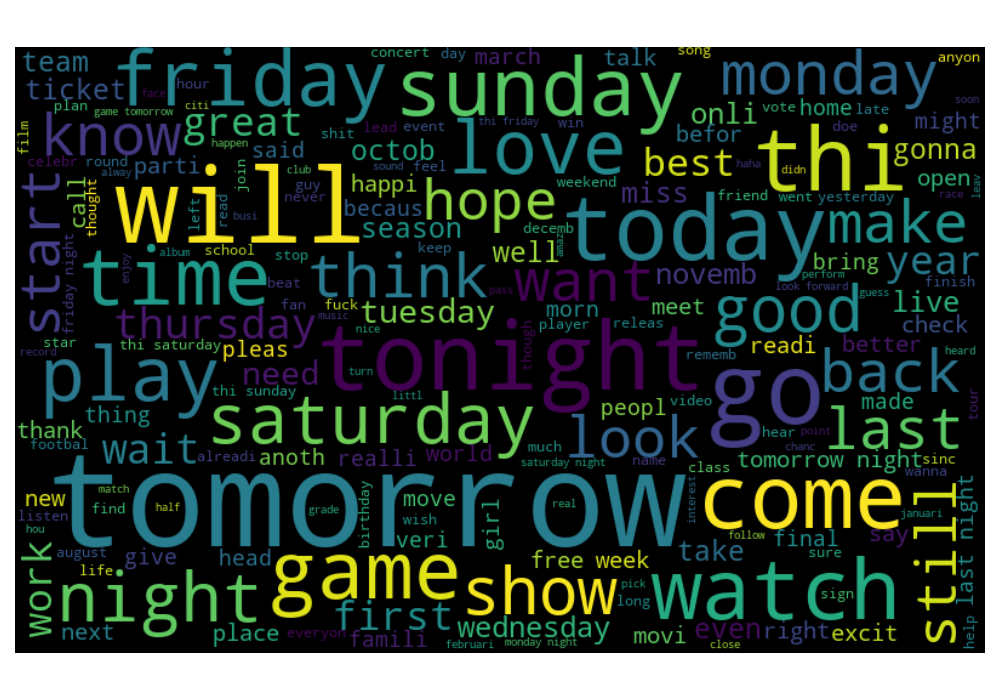 concert day song
team friday sunday march talk monday anyon
ticket hour face plan game tomorrow citi
know great shit lead event thi friday win onli vote home late soon
film happen befor love thi doe might
celebr round said octob alway sound feel best haha didn gonna
parti join club weekend open
start call thought will left read guy never happi becaus hope miss friend went yesterday race leav
busi season decemb today make
friday night enjoy album school stop keep well amaz novemb bring year
time beat think want perform look forward finish
thursday fan fuck tuesday morn meet good guess live
record star music pass player releas check
thi saturday nice pleas tonight though rememb readi better heard
play need turn go back
thi sunday littl peopl video tour
thing saturday hear made last
thank footbal wait alreadi anoth realli much world look name point chanc
saturday night class tomorrow night sinc
tomorrow come wanna
new match find half grade birthday move wish girl real interest januari
listen veri follow still
hou august give head free week take final say sure
work life night game show pick long watch sign last night
first
next place everyon famili februari wednesday monday night movi even close right excit help